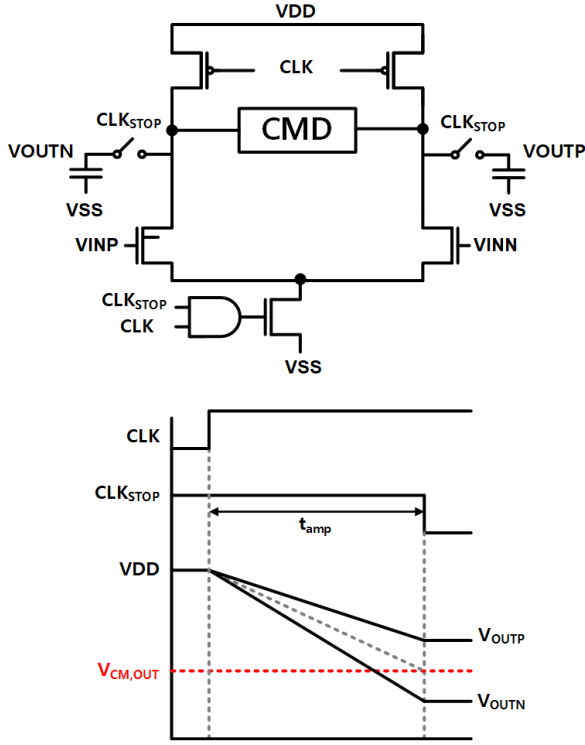 VDD
CLK
CMD
CLKSTOP
CLKSTOP
VOUTN
VOUTP
VSS
VSS
VINP
VINN
CLKSTOP
CLK
VSS
CLK
CLKSTOP
tamp
VDD
VOUTP
VCM,OUT
VOUTN